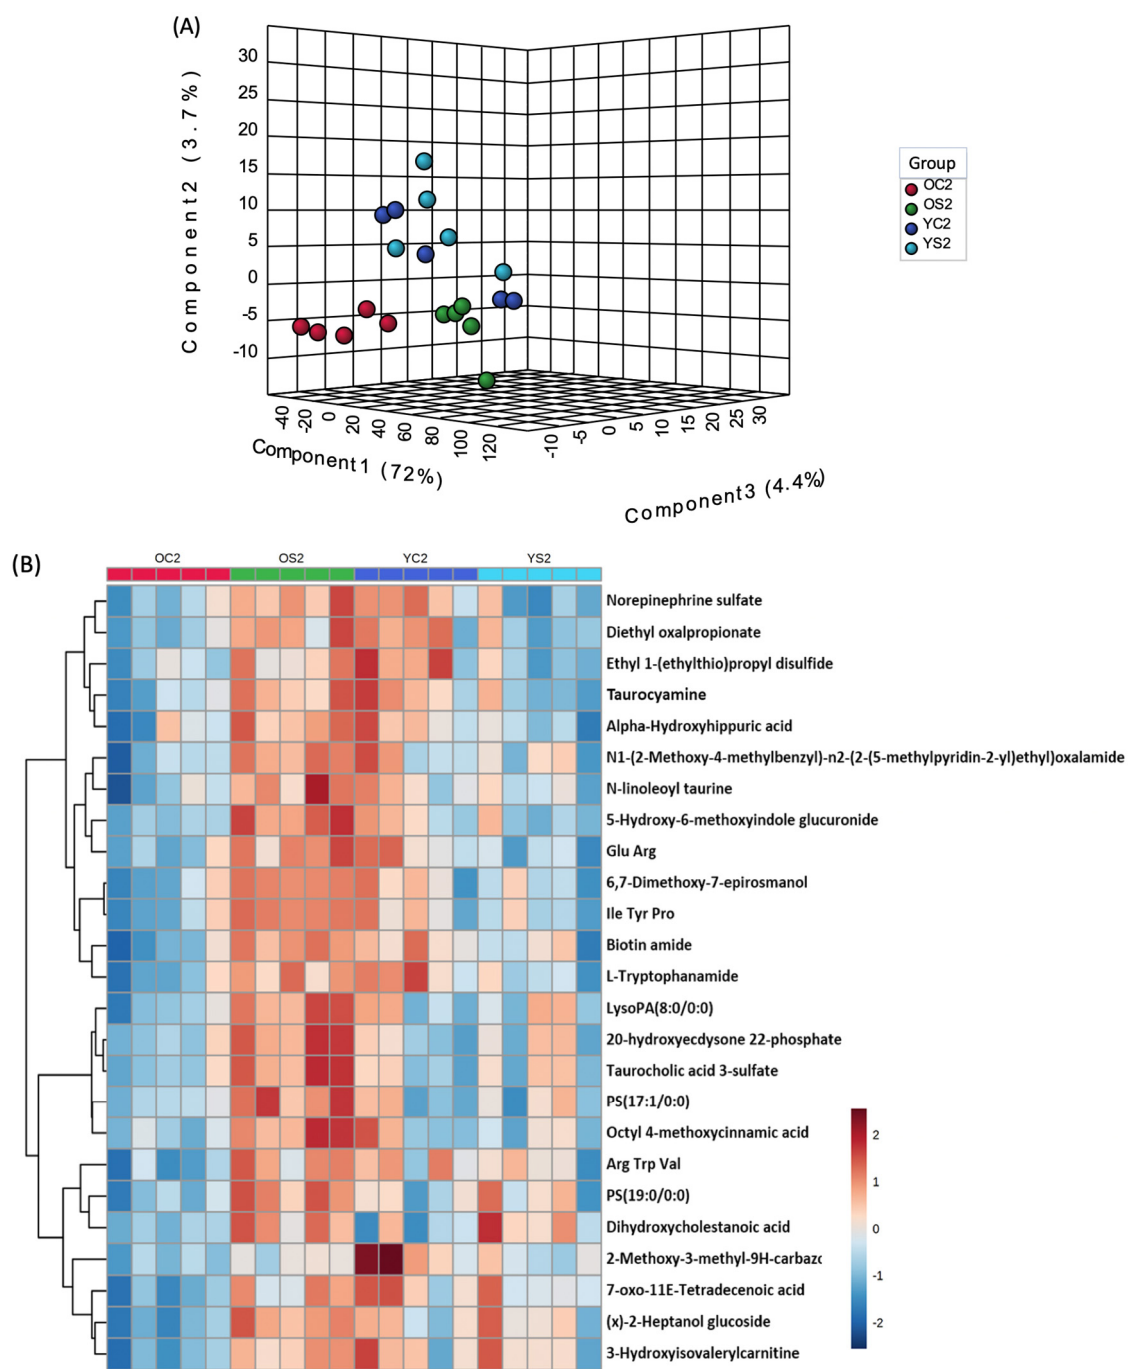 (A)
Component2 (3.7%)
30
25
20
15
10
5
0
-5
-10
-40
-20
0
20
40
60
80
100
120
Component1 (72%)
-10
-5
0
5
10
15
20
25
30
Component3 (4.4%)
Group
OC2
OS2
YC2
YS2
(B)
OC2 OS2 YC2 YS2
Norepinephrine sulfate
Diethyl oxalpropionate
Ethyl 1-(ethylthio)propyl disulfide
Taurocyamine
Alpha-Hydroxyhippuric acid
N1-(2-Methoxy-4-methylbenzyl)-n2-(2-(5-methylpyridin-2-yl)ethyl)oxalamide
N-linoleoyl taurine
5-Hydroxy-6-methoxyindole glucuronide
Glu Arg
6,7-Dimethoxy-7-epirosmanol
Ile Tyr Pro
Biotin amide
L-Tryptophanamide
LysoPA(8:0/0:0)
20-hydroxyecdysone 22-phosphate
Taurocholic acid 3-sulfate
PS(17:1/0:0)
Octyl 4-methoxycinnamic acid
Arg Trp Val
PS(19:0/0:0)
Dihydroxycholestanoic acid
2-Methoxy-3-methyl-9H-carbazo
7-oxo-11E-Tetradecenoic acid
(x)-2-Heptanol glucoside
3-Hydroxyisovalerylcarnitine
2
1
0
-1
-2